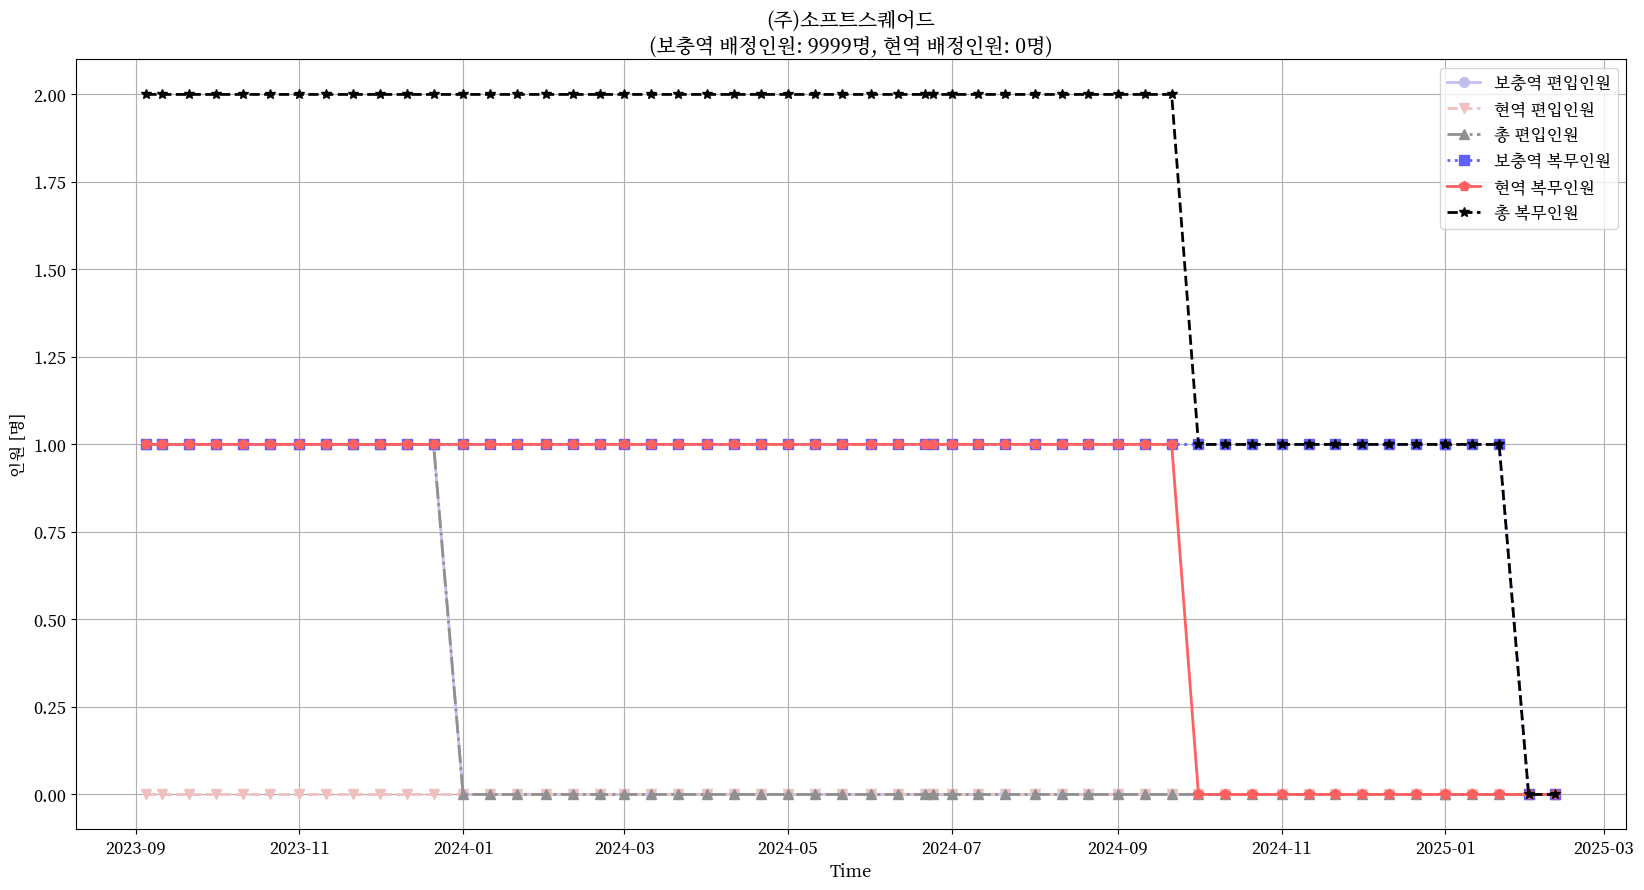 (주)소프트스퀘어드
(보충역 배정인원: 9999명, 현역 배정인원: 0명)
보충역 편입인원
현역 편입인원
총 편입인원
보충역 복무인원
현역 복무인원
총 복무인원
인원 [명]
2.00
1.75
1.50
1.25
1.00
0.75
0.50
0.25
0.00
2023-09 2023-11 2024-01 2024-03 2024-05 2024-07 2024-09 2024-11 2025-01 2025-03
Time